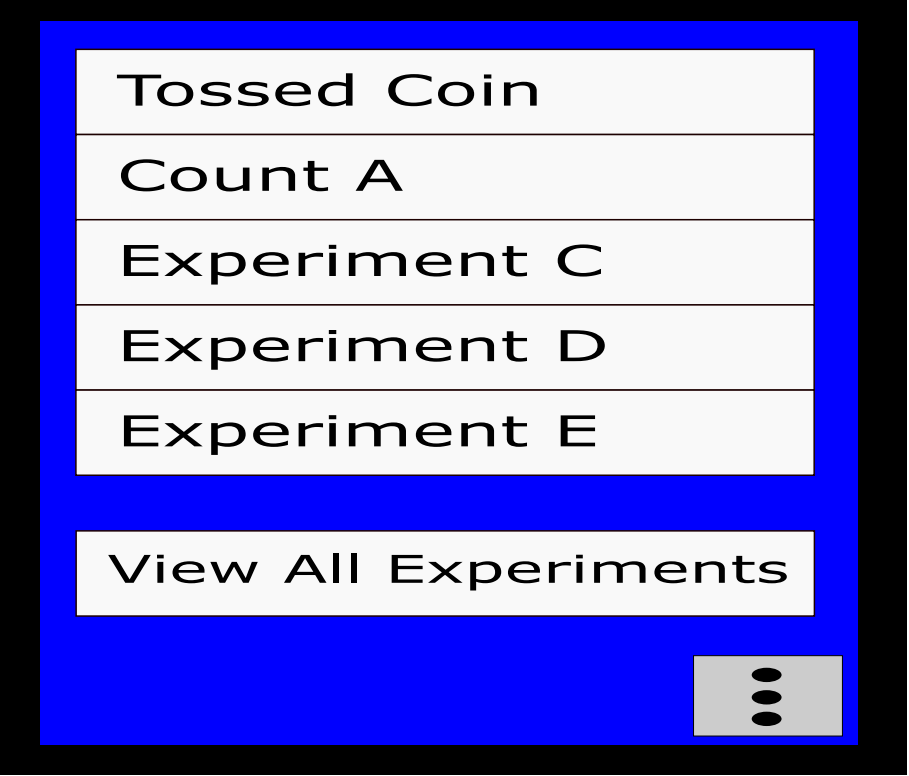 Tossed Coin
Count A
Experiment C
Experiment D
Experiment E
View All Experiments